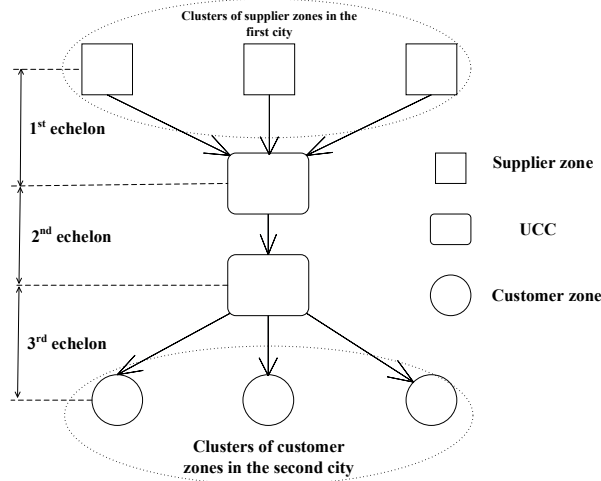 Clusters of supplier zones in the
first city
1st echelon
2nd echelon
3rd echelon
Supplier zone
UCC
Customer zone
Clusters of customer
zones in the second city